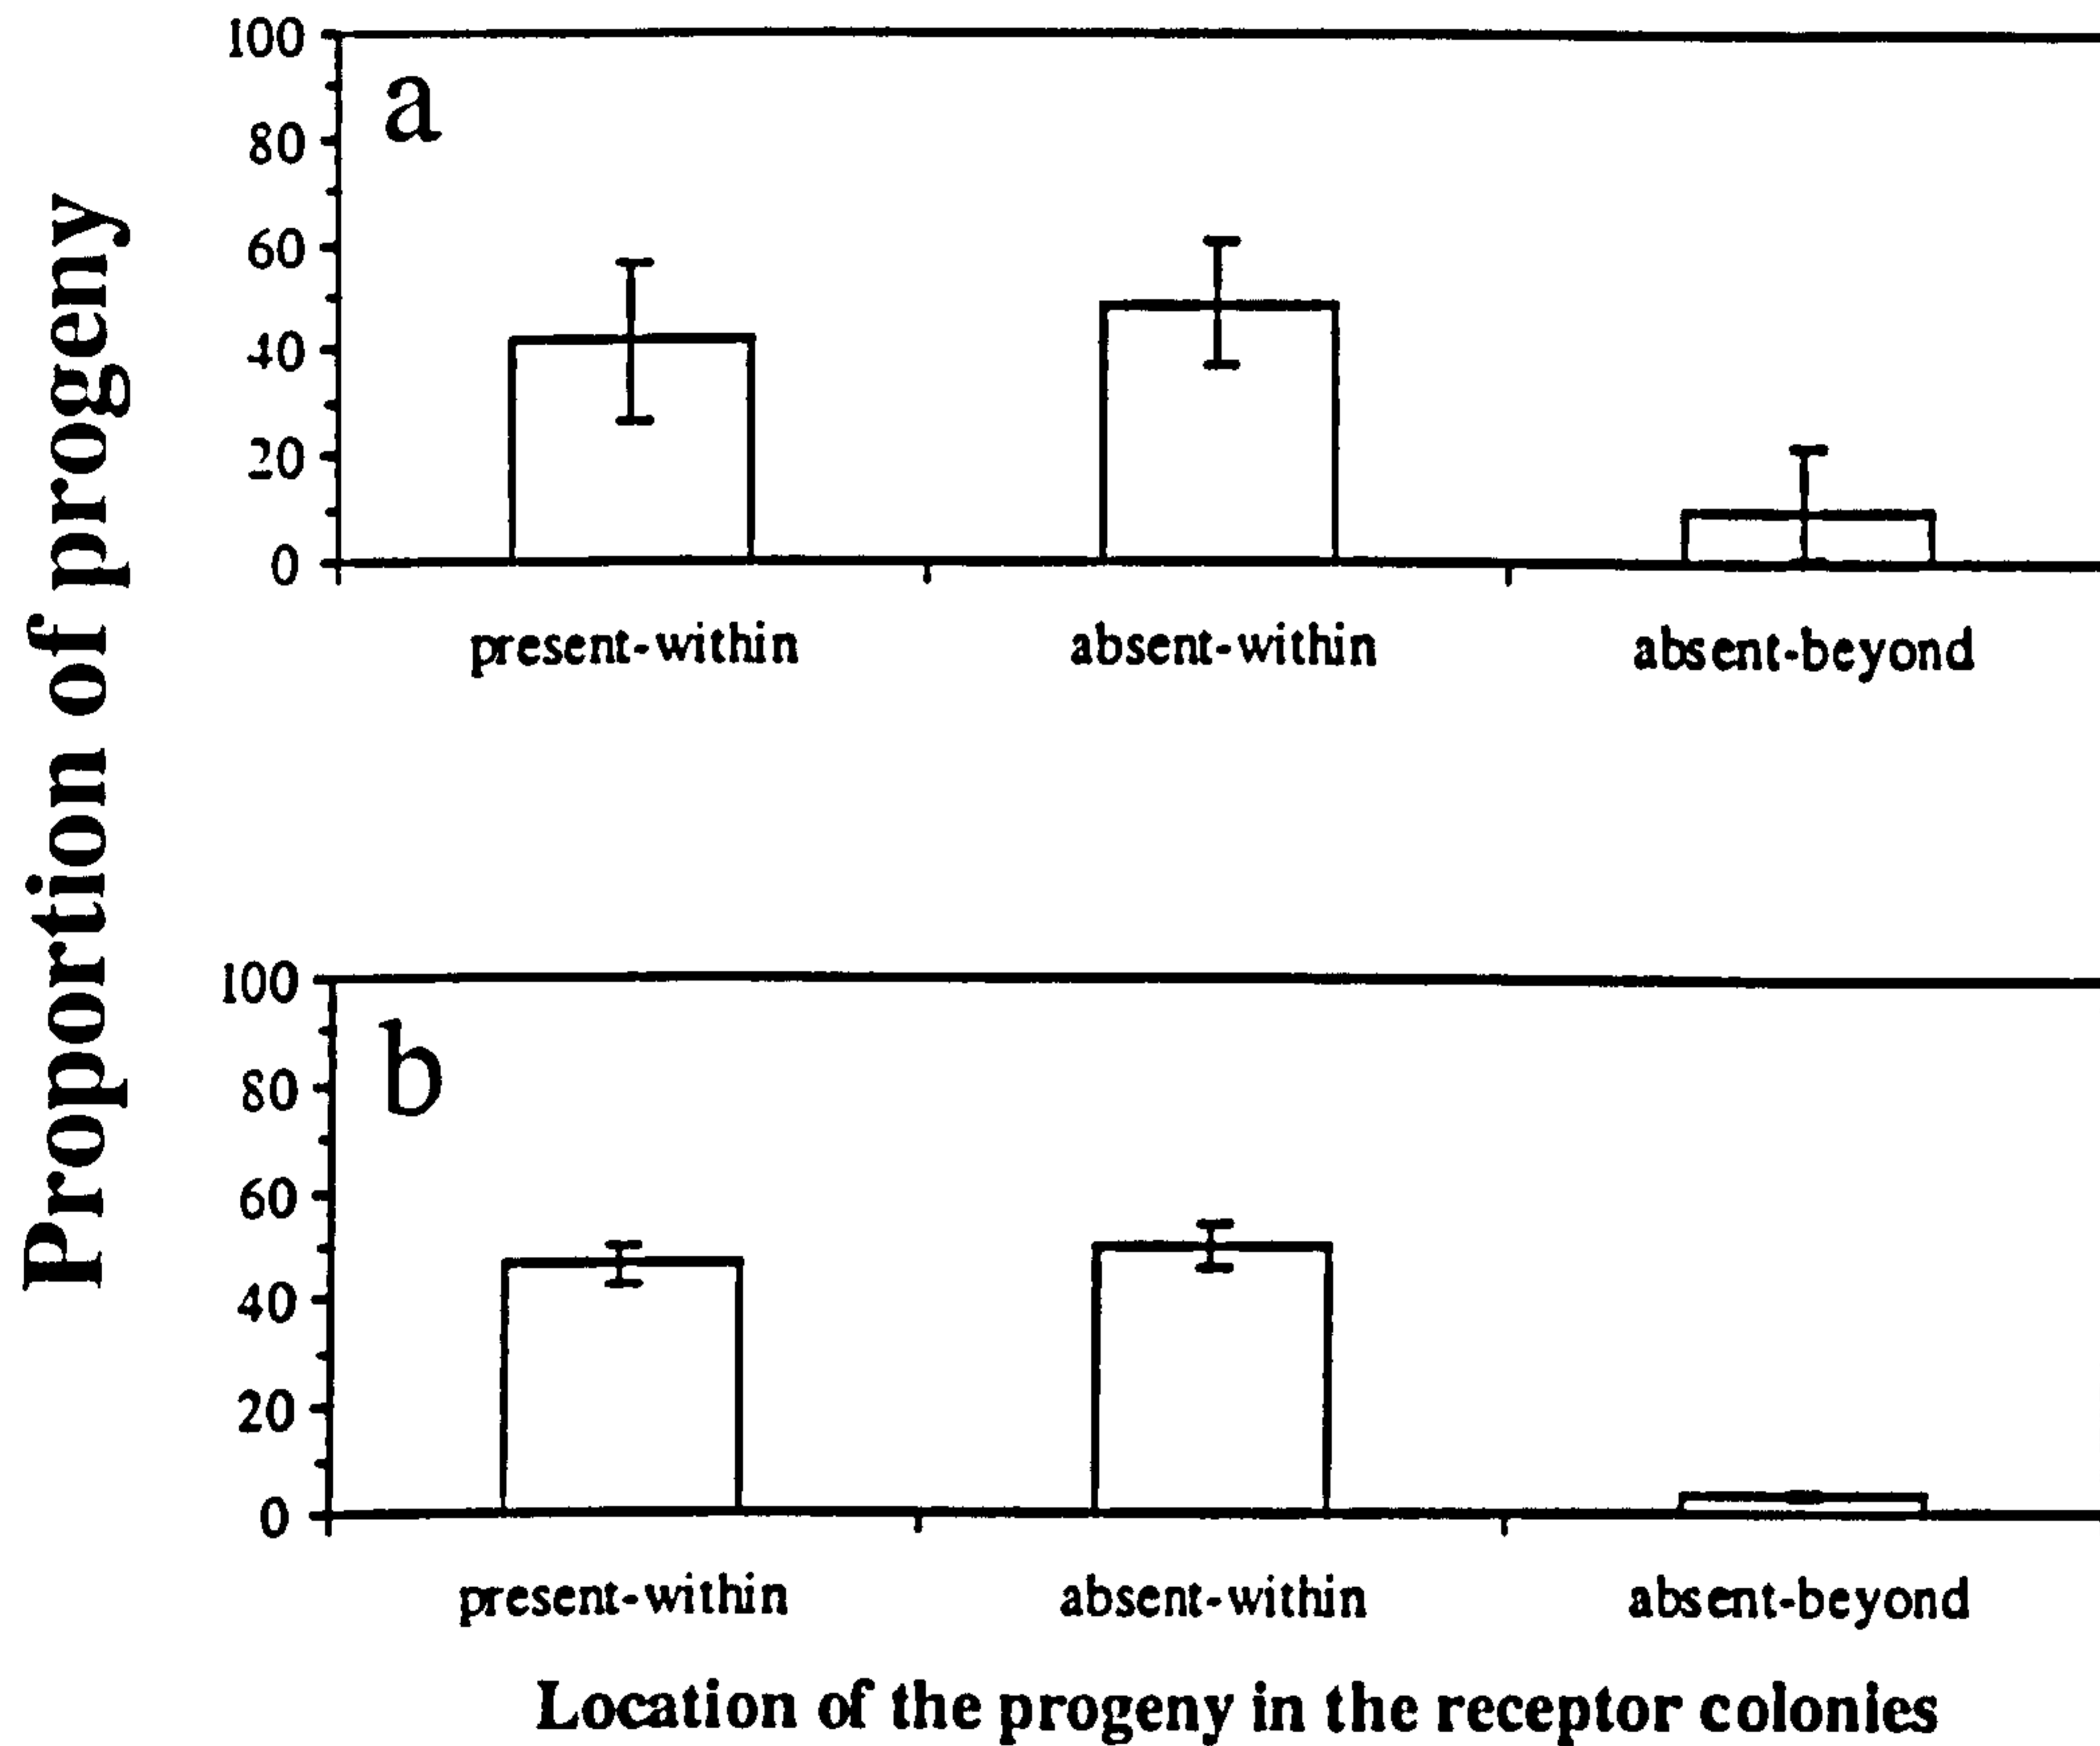 Proportion of progeny
a
100
80
60
40
20
0
present-within absent-within absent-beyond
b
100
80
60
40
20
0
present-within absent-within absent-beyond
Location of the progeny in the receptor colonies